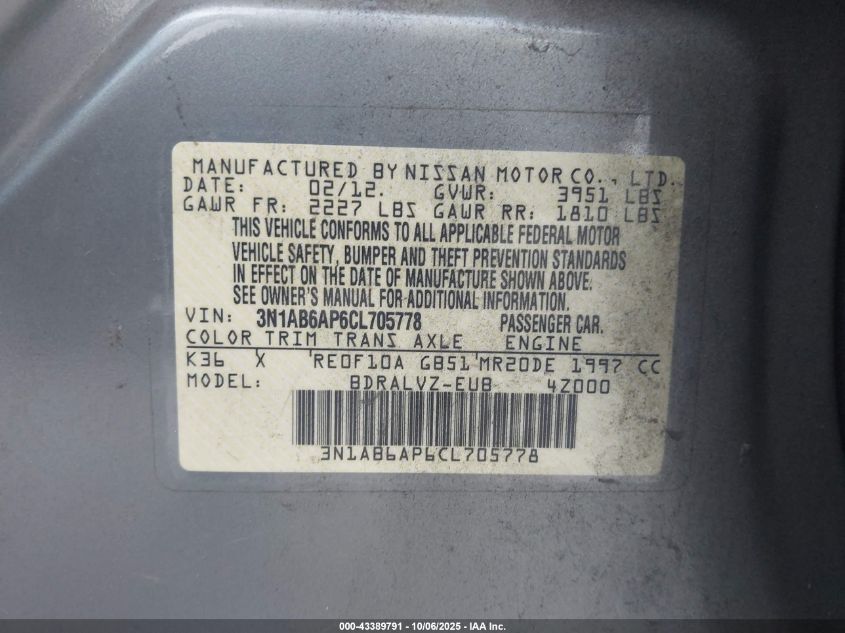 MANUFACTURED BY NISSAN MOTOR CO., LTD.
DATE: 02/12. GVWR: 3951 LBS
GAWR FR: 2227 LBS GAWR RR: 1810 LBS
THIS VEHICLE CONFORMS TO ALL APPLICABLE FEDERAL MOTOR
VEHICLE SAFETY, BUMPER AND THEFT PREVENTION STANDARDS
IN EFFECT ON THE DATE OF MANUFACTURE SHOWN ABOVE.
SEE OWNER'S MANUAL FOR ADDITIONAL INFORMATION.
VIN: 3N1AB6AP6CL705778 PASSENGER CAR.
COLOR TRIM TRANS AXLE ENGINE
K36 X RE0F10A GB51 MR20DE 1997 CC
MODEL: BDRALVZ-EUB 4Z000
3N1AB6AP6CL705778
000-43389791 - 10/06/2025 - IAA Inc.